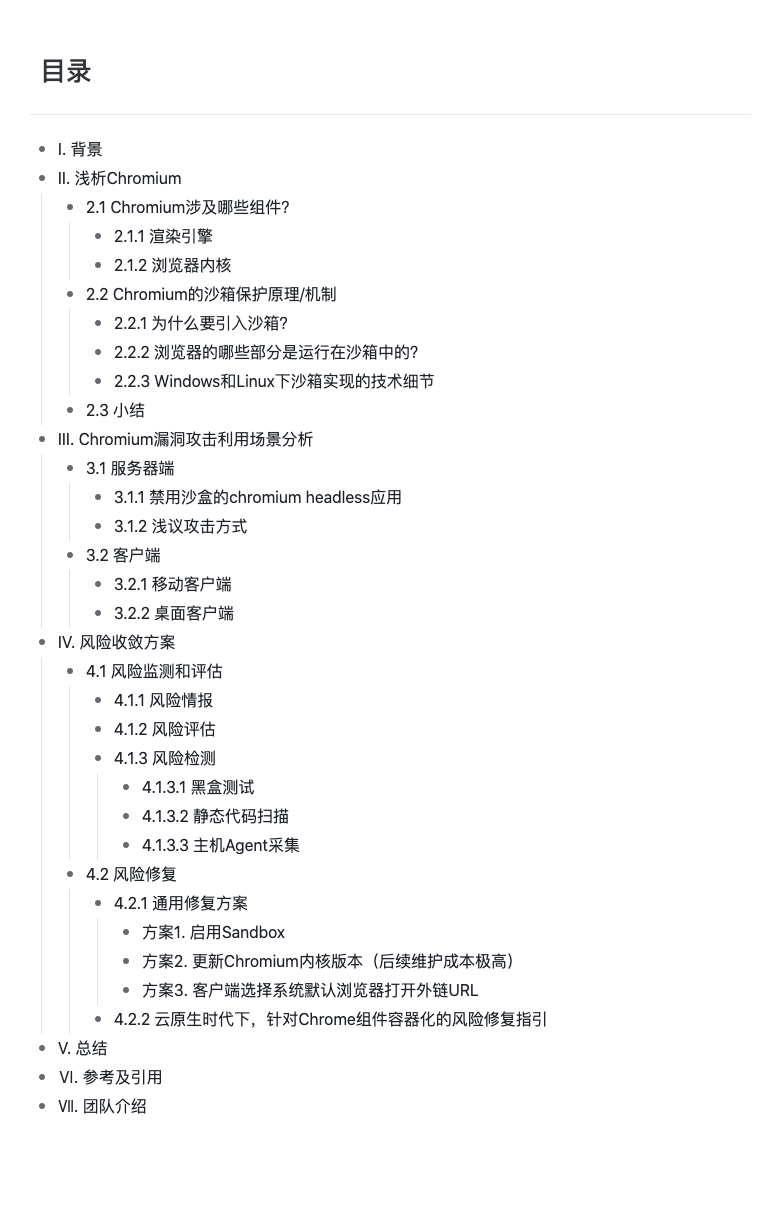 目录
I. 背景
II. 浅析Chromium
2.1 Chromium涉及哪些组件?
2.1.1 渲染引擎
2.1.2 浏览器内核
2.2 Chromium的沙箱保护原理/机制
2.2.1 为什么要引入沙箱?
2.2.2 浏览器的哪些部分是运行在沙箱中的?
2.2.3 Windows和Linux下沙箱实现的技术细节
2.3 小结
III. Chromium漏洞攻击利用场景分析
3.1 服务器端
3.1.1 禁用沙盒的chromium headless应用
3.1.2 浅议攻击方式
3.2 客户端
3.2.1 移动客户端
3.2.2 桌面客户端
IV. 风险收敛方案
4.1 风险监测和评估
4.1.1 风险情报
4.1.2 风险评估
4.1.3 风险检测
4.1.3.1 黑盒测试
4.1.3.2 静态代码扫描
4.1.3.3 主机Agent采集
4.2 风险修复
4.2.1 通用修复方案
方案1. 启用Sandbox
方案2. 更新Chromium内核版本（后续维护成本极高）
方案3. 客户端选择系统默认浏览器打开外链URL
4.2.2 云原生时代下，针对Chrome组件容器化的风险修复指引
V. 总结
VI. 参考及引用
VII. 团队介绍